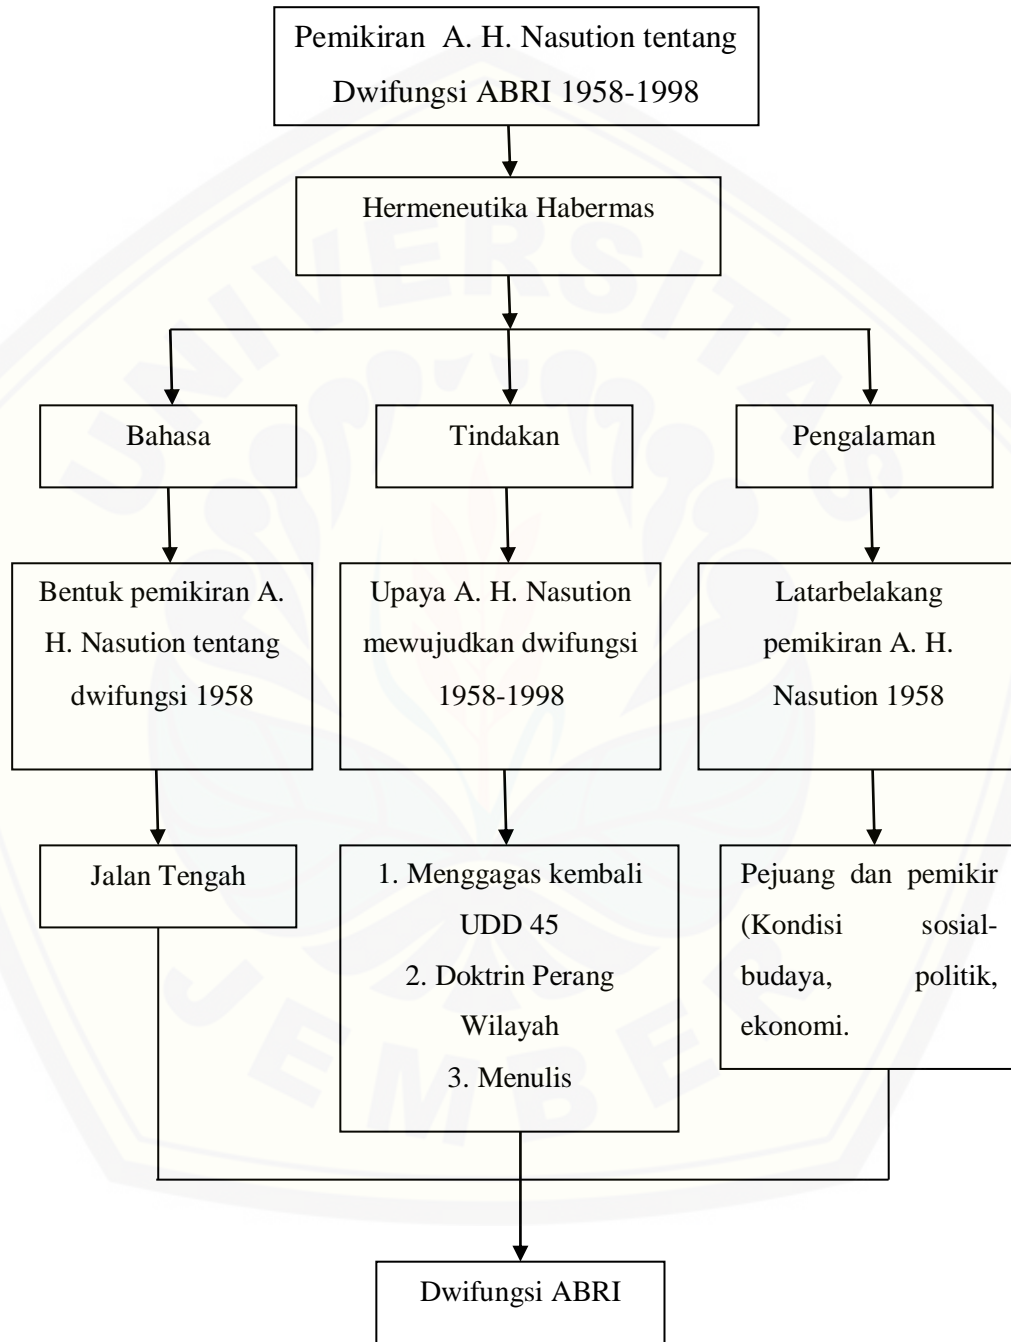 Pemikiran A. H. Nasution tentang
Dwifungsi ABRI 1958-1998
Hermeneutika Habermas
Bahasa
Tindakan
Pengalaman
Bentuk pemikiran A.
H. Nasution tentang
dwifungsi 1958
Upaya A. H. Nasution
mewujudkan dwifungsi
1958-1998
Latarbelakang
pemikiran A. H.
Nasution 1958
Jalan Tengah
1. Menggagas kembali
UDD 45
2. Doktrin Perang
Wilayah
3. Menulis
Pejuang dan pemikir
(Kondisi sosial-
budaya, politik,
ekonomi.
Dwifungsi ABRI
UNIVERSITAS
JEMBER